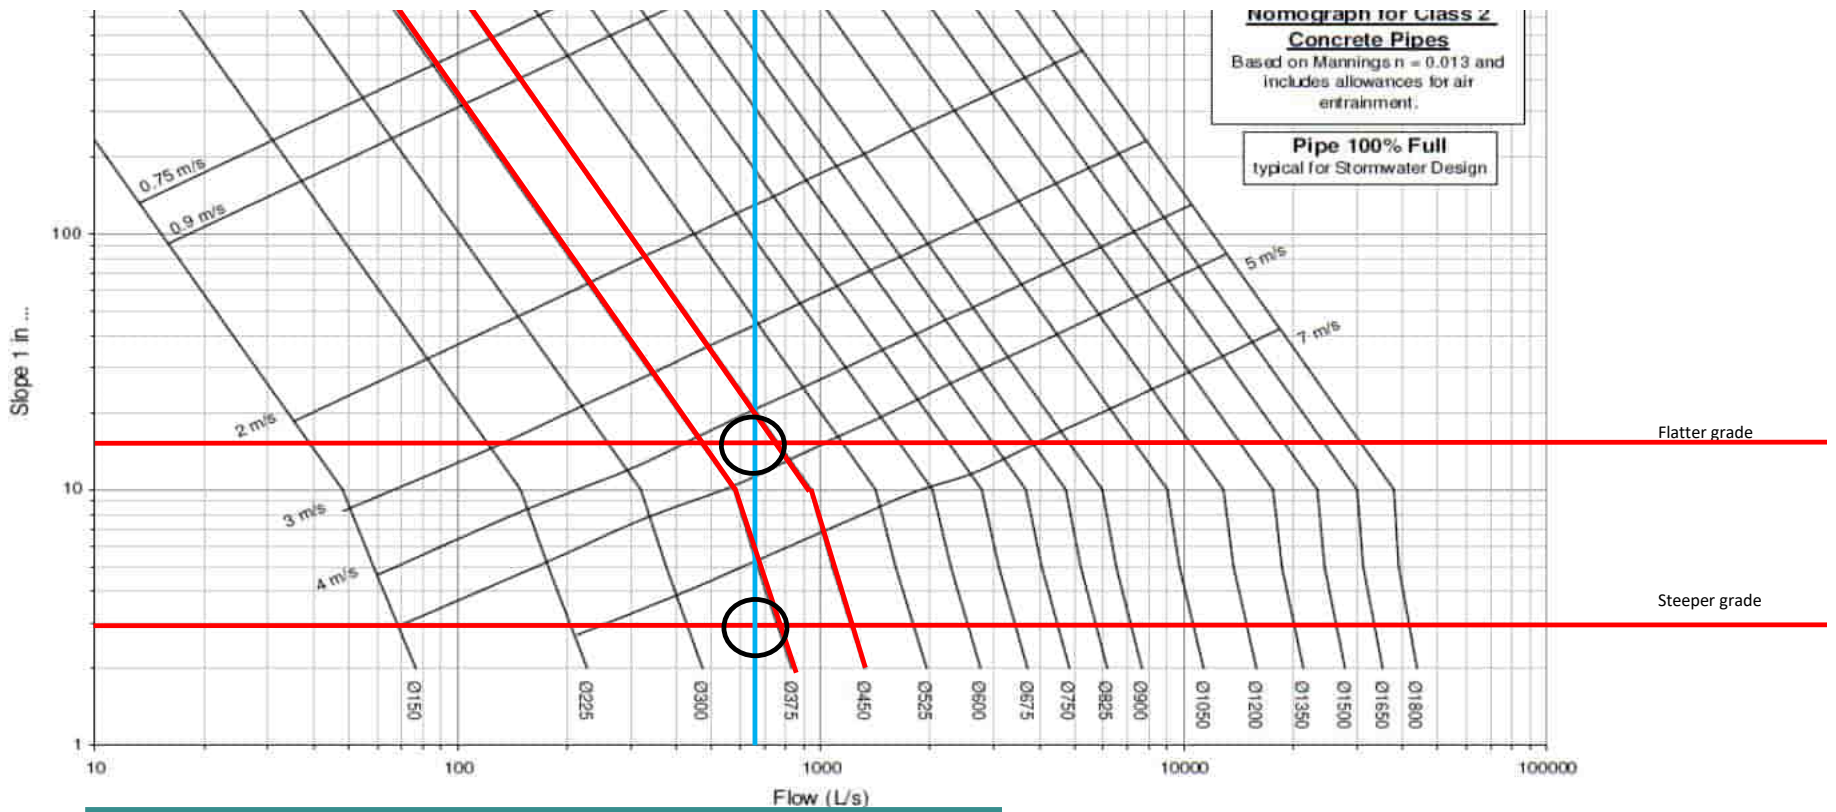 Nomograph for Class 2
Concrete Pipes
Based on Mannings n = 0.013 and
includes allowances for air
entrainment.
Pipe 100% Full
typical for Stormwater Design
0.75 m/s
0.9 m/s
100
5 m/s
Slope 1 in ...
7 m/s
2 m/s
Flatter grade
10
3 m/s
4 m/s
Steeper grade
Ø150
Ø225
Ø300
Ø375
Ø450
Ø525
Ø600
Ø675
Ø750
Ø825
Ø900
Ø1050
Ø1200
Ø1350
Ø1500
Ø1650
Ø1800
1
10
100
1000
10000
100000
Flow (L/s)